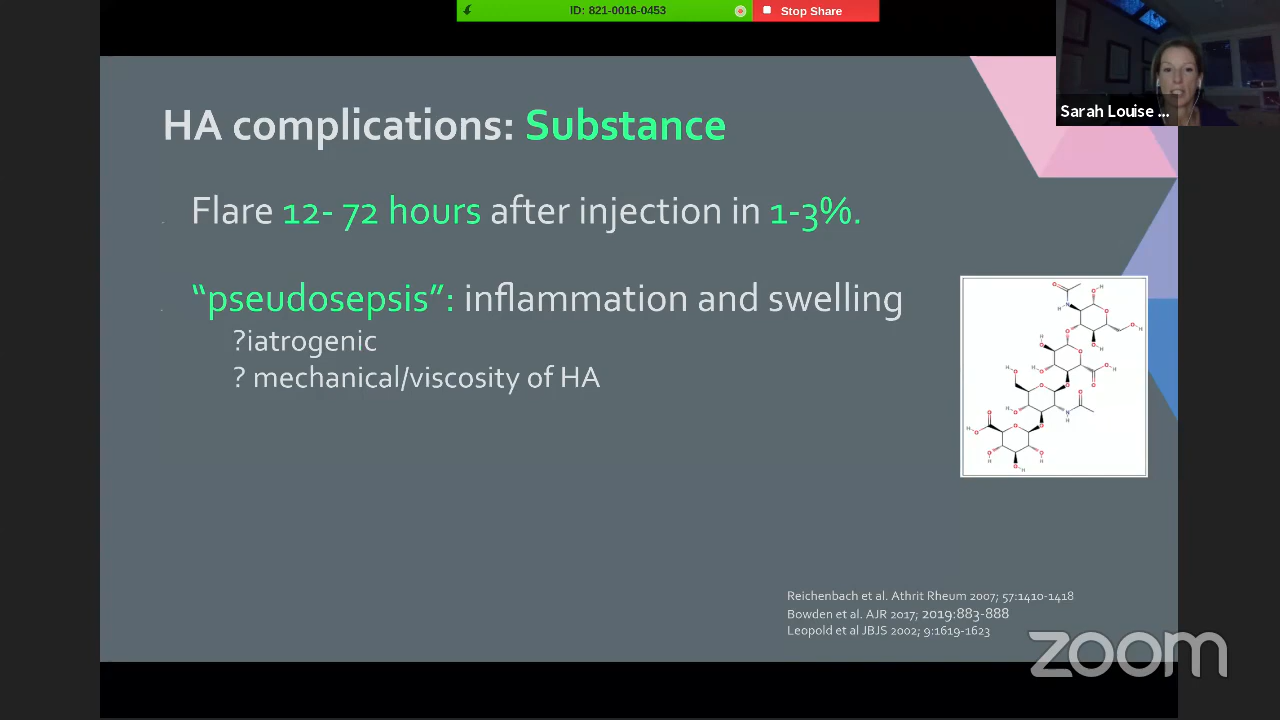 ID: 821-0016-0453
Stop Share
Sarah Louise ...
HA complications: Substance
Flare 12- 72 hours after injection in 1-3%.
“pseudosepsis”: inflammation and swelling
?iatrogenic
? mechanical/viscosity of HA
Reichenbach et al. Athrit Rheum 2007; 57:1410-1418
Bowden et al. AJR 2017; 2019:883-888
Leopold et al JBJS 2002; 9:1619-1623
zoom